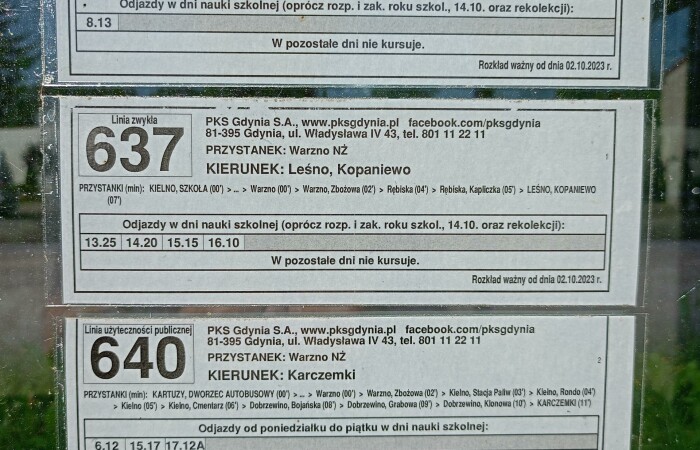 Odjazdy w dni nauki szkolnej (oprócz rozp. i zak. roku szkol., 14.10. oraz rekolekcji):
8.13
W pozostałe dni nie kursuje.
Rozkład ważny od dnia 02.10.2023 r.
Linia zwykła
637
PKS Gdynia S.A., www.pksgdynia.pl facebook.com/pksgdynia
81-395 Gdynia, ul. Władysława IV 43, tel. 801 11 22 11
PRZYSTANEK: Warzno NŻ
1
KIERUNEK: Leśno, Kopaniewo
PRZYSTANKI (min): KIELNO, SZKOŁA (00') > ... > Warzno (00') > Warzno, Zbożowa (02') > Rębiska (04') > Rębiska, Kapliczka (05') > LEŚNO, KOPANIEWO
(07')
Odjazdy w dni nauki szkolnej (oprócz rozp. i zak. roku szkol., 14.10. oraz rekolekcji):
13.25 14.20 15.15 16.10
W pozostałe dni nie kursuje.
Rozkład ważny od dnia 02.10.2023 r.
Linia użyteczności publicznej
640
PKS Gdynia S.A., www.pksgdynia.pl facebook.com/pksgdynia
81-395 Gdynia, ul. Władysława IV 43, tel. 801 11 22 11
PRZYSTANEK: Warzno NŻ
2
KIERUNEK: Karczemki
PRZYSTANKI (min): KARTUZY, DWORZEC AUTOBUSOWY (00') > ... > Warzno (00') > Warzno, Zbożowa (02') > Kielno, Stacja Paliw (03') > Kielno, Rondo (04')
> Kielno (05') > Kielno, Cmentarz (06') > Dobrzewino, Bojańska (08') > Dobrzewino, Grabowa (09') > Dobrzewino, Klonowa (10') > KARCZEMKI (11')
Odjazdy od poniedziałku do piątku w dni nauki szkolnej:
6.12 15.17 17.12A